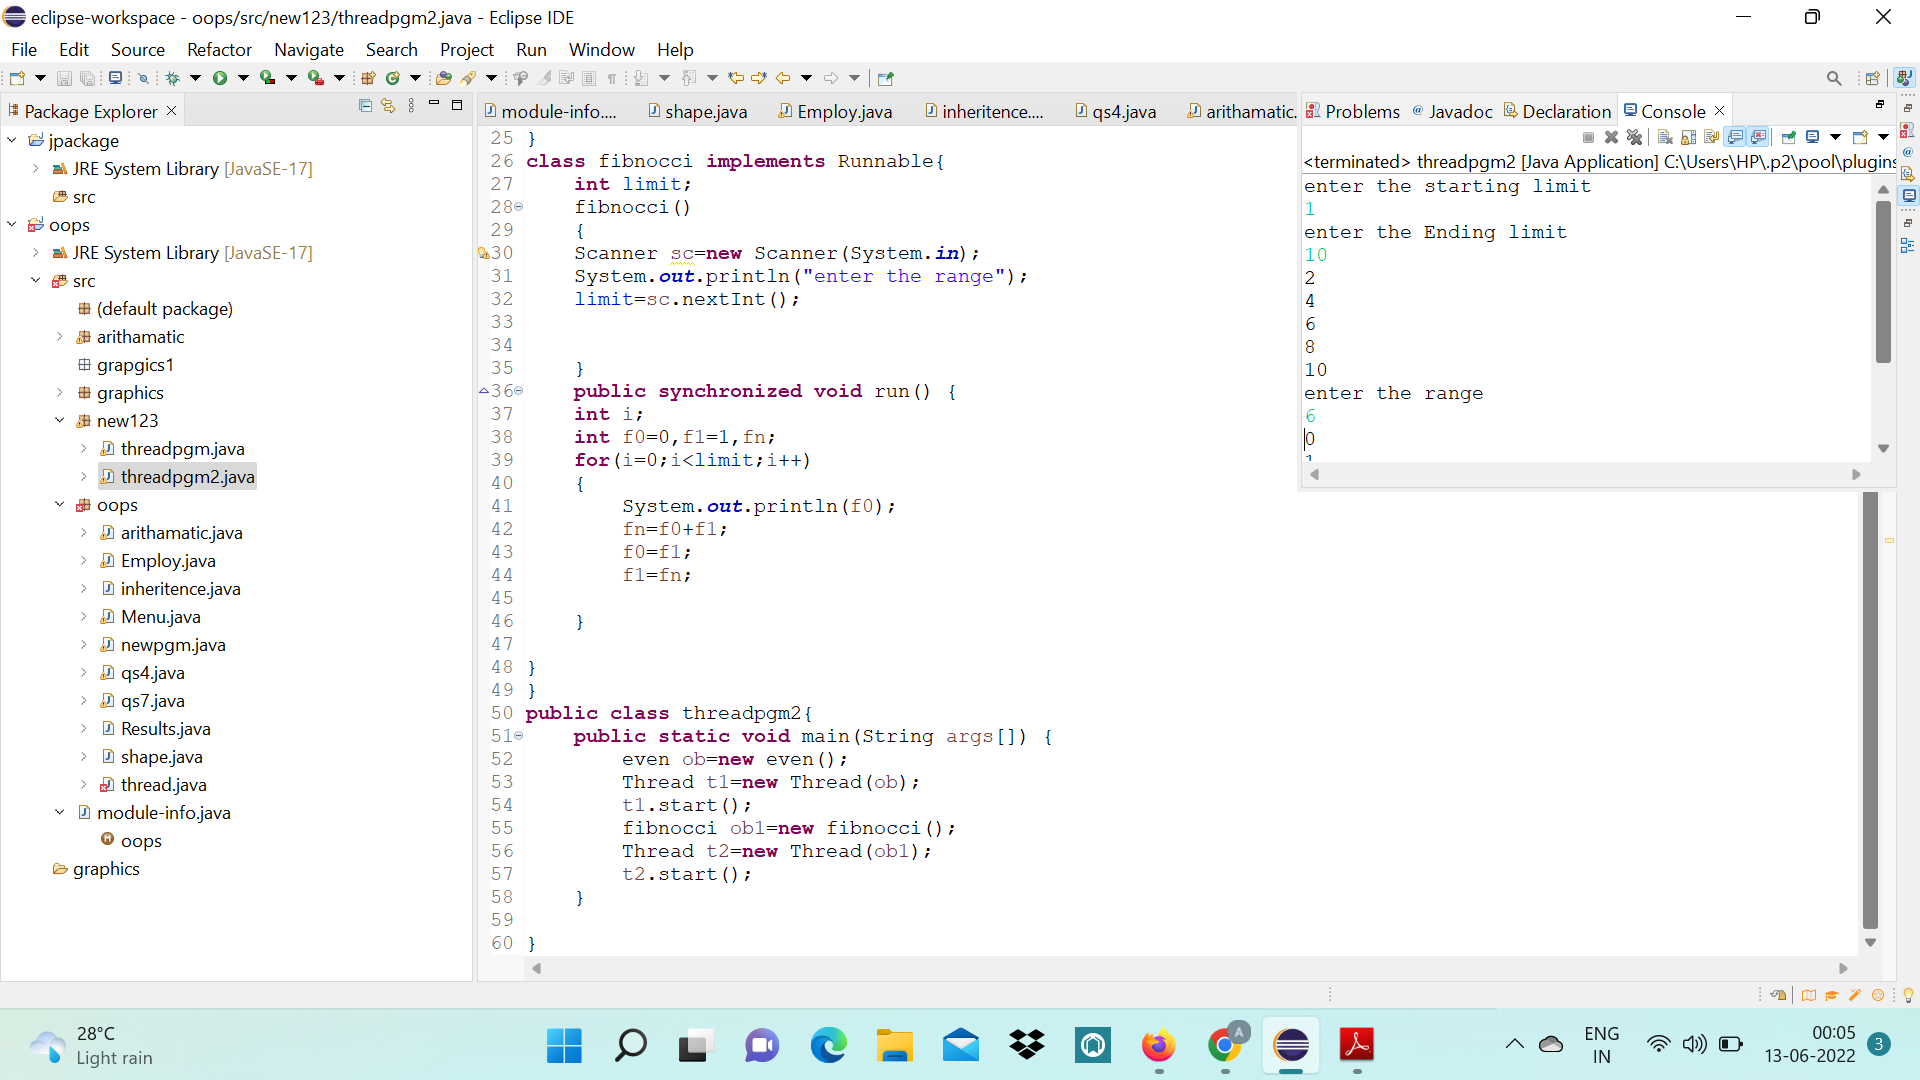 eclipse-workspace - oops/src/new123/threadpgm2.java - Eclipse IDE
File Edit Source Refactor Navigate Search Project Run Window Help
Package Explorer
jpackage
JRE System Library [JavaSE-17]
src
oops
JRE System Library [JavaSE-17]
src
(default package)
arithamatic
grapgics1
graphics
new123
threadpgm.java
threadpgm2.java
oops
arithamatic.java
Employ.java
inheritence.java
Menu.java
newpgm.java
qs4.java
qs7.java
Results.java
shape.java
thread.java
module-info.java
oops
graphics
module-info.... shape.java Employ.java inheritence.... qs4.java arithamatic.
25 }
26 class fibnocci implements Runnable{
27 int limit;
28 fibnocci()
29 {
30 Scanner sc=new Scanner(System.in);
31 System.out.println("enter the range");
32 limit=sc.nextInt();
33
34
35 }
36 public synchronized void run() {
37 int i;
38 int f0=0,f1=1,fn;
39 for(i=0;i<limit;i++)
40 {
41 System.out.println(f0);
42 fn=f0+f1;
43 f0=f1;
44 f1=fn;
45
46 }
47
48 }
49 }
50 public class threadpgm2{
51 public static void main(String args[]) {
52 even ob=new even();
53 Thread t1=new Thread(ob);
54 t1.start();
55 fibnocci ob1=new fibnocci();
56 Thread t2=new Thread(ob1);
57 t2.start();
58 }
59
60 }
Problems Javadoc Declaration Console
<terminated> threadpgm2 [Java Application] C:\Users\HP\.p2\pool\plugins
enter the starting limit
1
enter the Ending limit
10
2
4
6
8
10
enter the range
6
0
1
28°C
Light rain
A
ENG
IN
00:05
13-06-2022
3